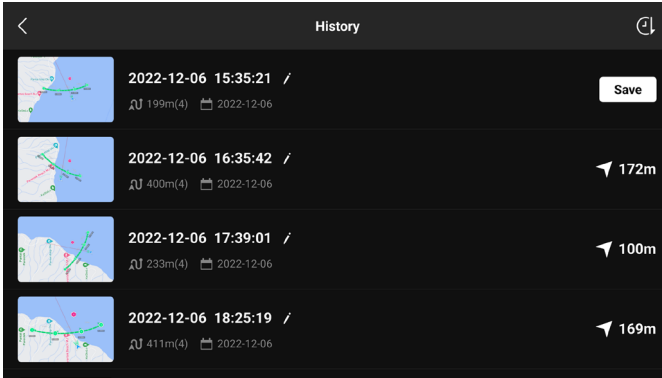 History
2022-12-06 15:35:21
199m(4) 2022-12-06
Save
2022-12-06 16:35:42
400m(4) 2022-12-06
172m
2022-12-06 17:39:01
233m(4) 2022-12-06
100m
2022-12-06 18:25:19
411m(4) 2022-12-06
169m